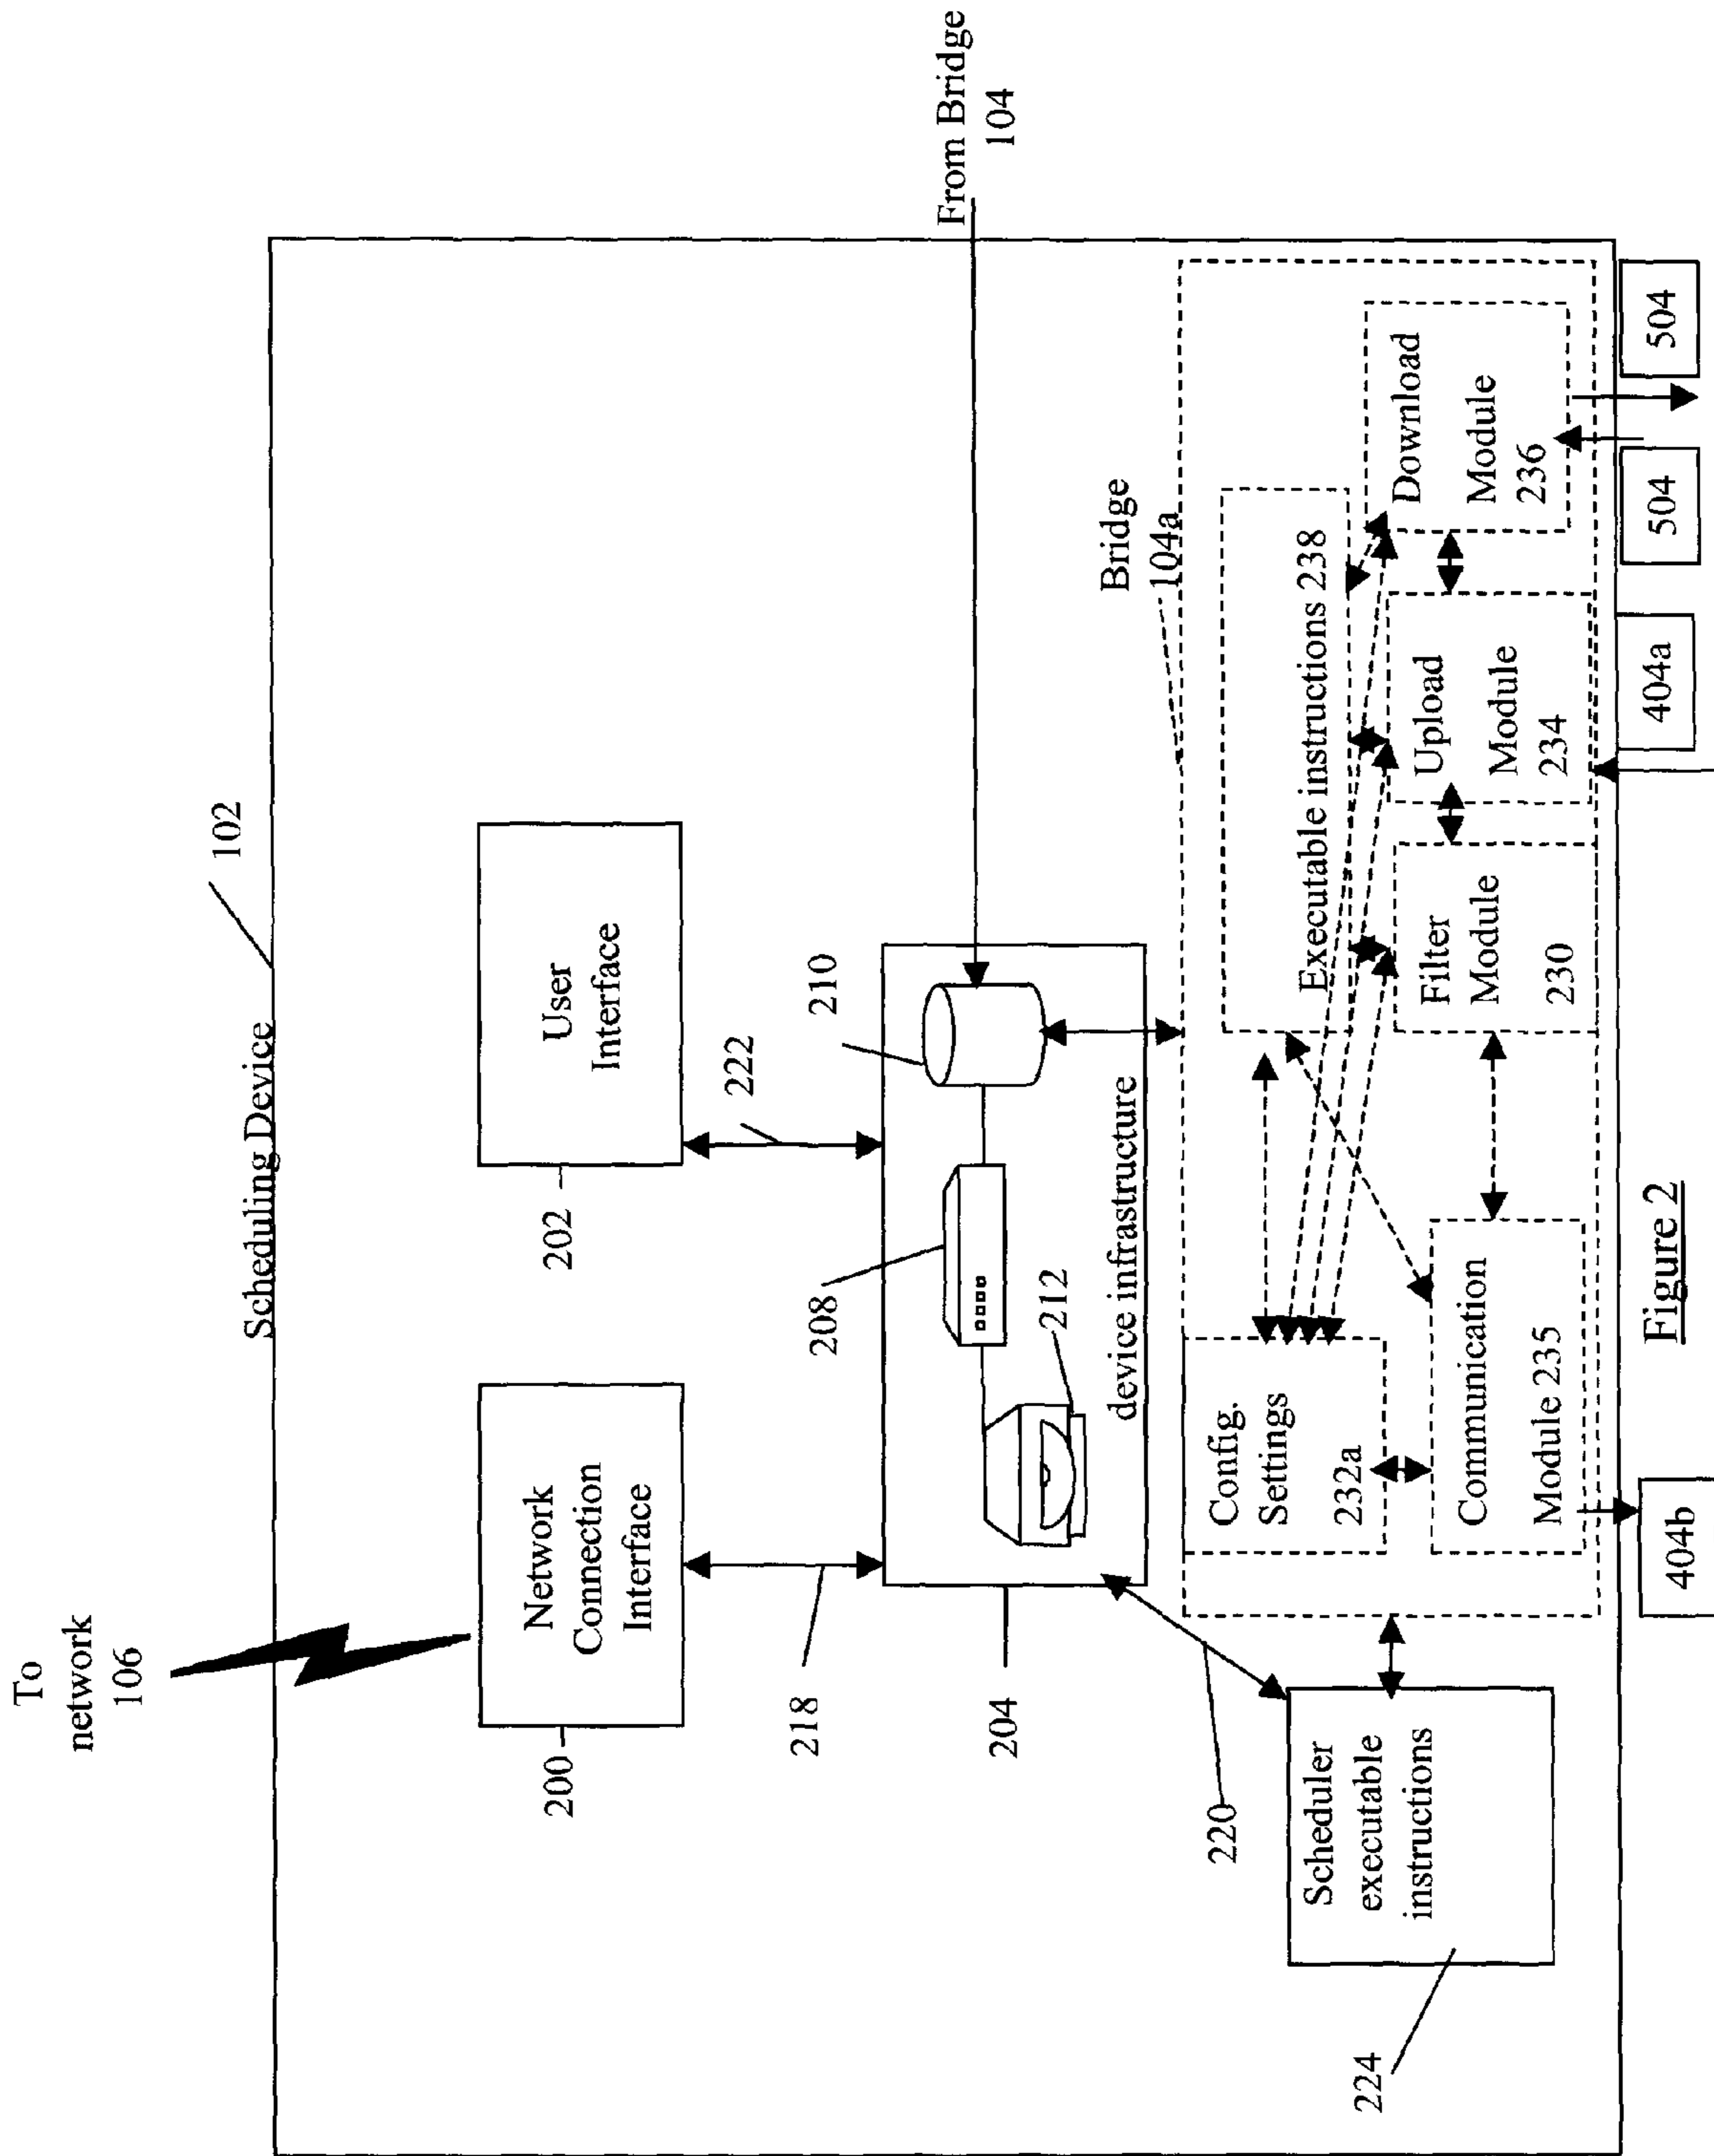 To
network
106
Scheduling Device
102
Network
Connection
Interface
200
User
Interface
202
218
222
204
208
210
212
device infrastructure
From Bridge
104
220
Scheduler
executable
instructions
224
Bridge
104a
Config.
Settings
232a
Executable instructions 238
Communication
Module 235
Filter
Module
230
Upload
Module
234
Download
Module
236
404b
404a
504
504
Figure 2